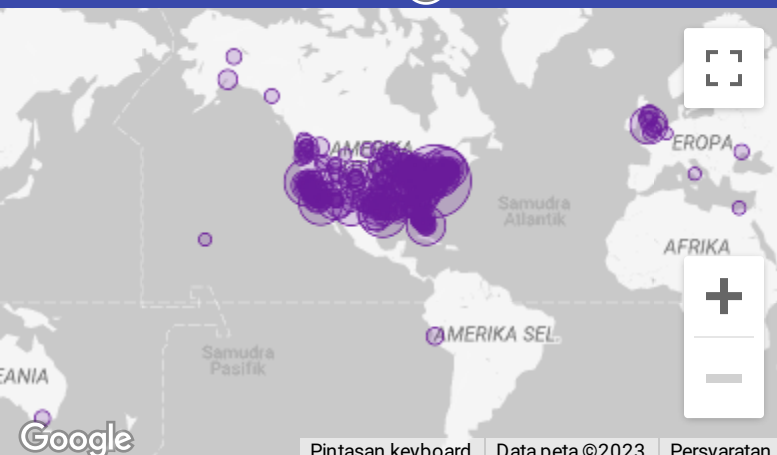 AMERIKA
EROPA
Samudra
Atlantik
AFRIKA
AMERIKA SEL.
Samudra
Pasifik
EANIA
Google
Pintasan keyboard
Data peta ©2023
Persyaratan